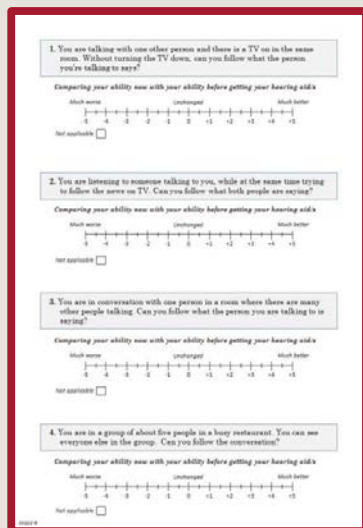 1. You are talking with one other person and there is a TV on in the same
room. Without turning the TV down, can you follow what the person
you're talking to says?
Comparing your ability now with your ability before getting your hearing aid/s
Much worse Unchanged Much better
-5 -4 -3 -2 -1 0 +1 +2 +3 +4 +5
Not applicable
2. You are listening to someone talking to you, while at the same time trying
to follow the news on TV. Can you follow what both people are saying?
Comparing your ability now with your ability before getting your hearing aid/s
Much worse Unchanged Much better
-5 -4 -3 -2 -1 0 +1 +2 +3 +4 +5
Not applicable
3. You are in conversation with one person in a room where there are many
other people talking. Can you follow what the person you are talking to is
saying?
Comparing your ability now with your ability before getting your hearing aid/s
Much worse Unchanged Much better
-5 -4 -3 -2 -1 0 +1 +2 +3 +4 +5
Not applicable
4. You are in a group of about five people in a busy restaurant. You can see
everyone else in the group. Can you follow the conversation?
Comparing your ability now with your ability before getting your hearing aid/s
Much worse Unchanged Much better
-5 -4 -3 -2 -1 0 +1 +2 +3 +4 +5
Not applicable